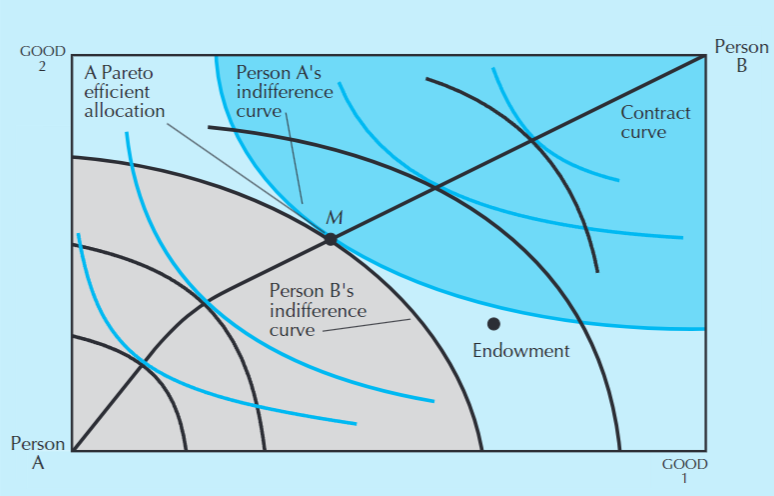 GOOD
2
A Pareto
efficient
allocation
Person A's
indifference
curve
Person
B
Contract
curve
M
Person B's
indifference
curve
Endowment
Person
A
GOOD
1